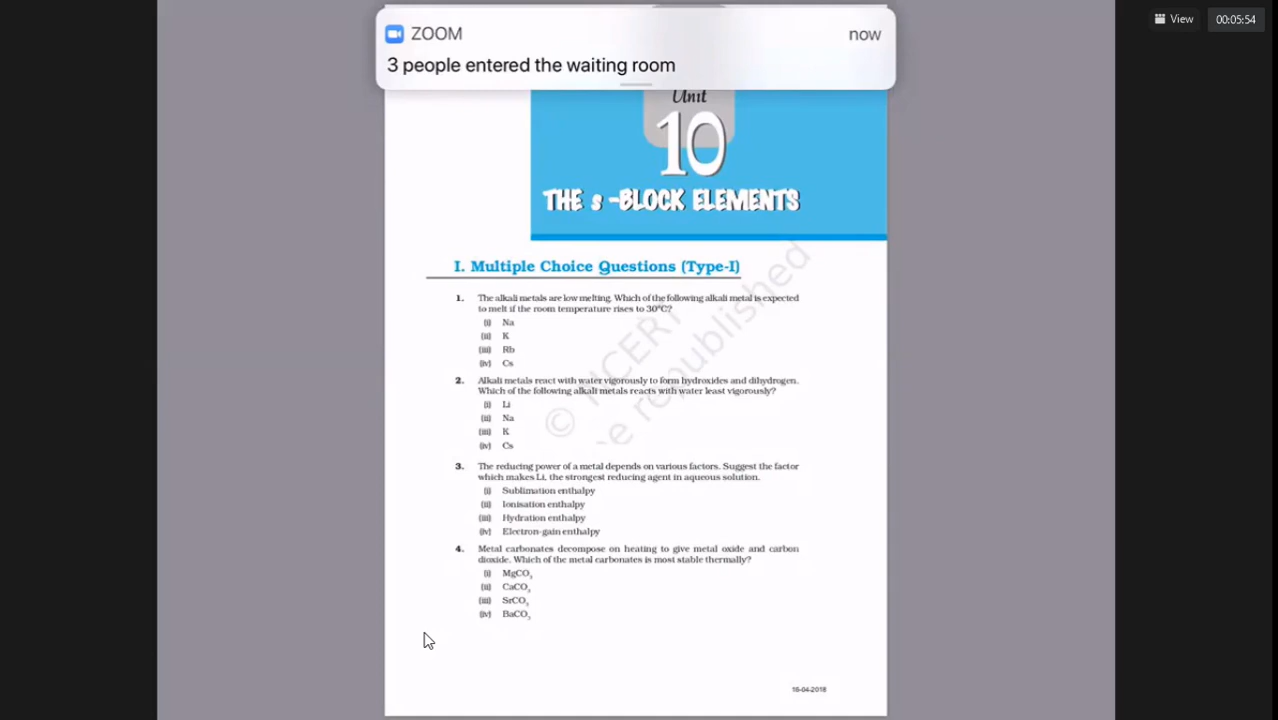 View
00:05:54
ZOOM
now
3 people entered the waiting room
Unit
10
THE s -BLOCK ELEMENTS
I. Multiple Choice Questions (Type-I)
1. The alkali metals are low melting. Which of the following alkali metal is expected
to melt if the room temperature rises to 30°C?
(i) Na
(ii) K
(iii) Rb
(iv) Cs
2. Alkali metals react with water vigorously to form hydroxides and dihydrogen.
Which of the following alkali metals reacts with water least vigorously?
(i) Li
(ii) Na
(iii) K
(iv) Cs
3. The reducing power of a metal depends on various factors. Suggest the factor
which makes Li, the strongest reducing agent in aqueous solution.
(i) Sublimation enthalpy
(ii) Ionisation enthalpy
(iii) Hydration enthalpy
(iv) Electron-gain enthalpy
4. Metal carbonates decompose on heating to give metal oxide and carbon
dioxide. Which of the metal carbonates is most stable thermally?
(i) MgCO3
(ii) CaCO3
(iii) SrCO3
(iv) BaCO3
© NCERT
be republished
18-04-2018